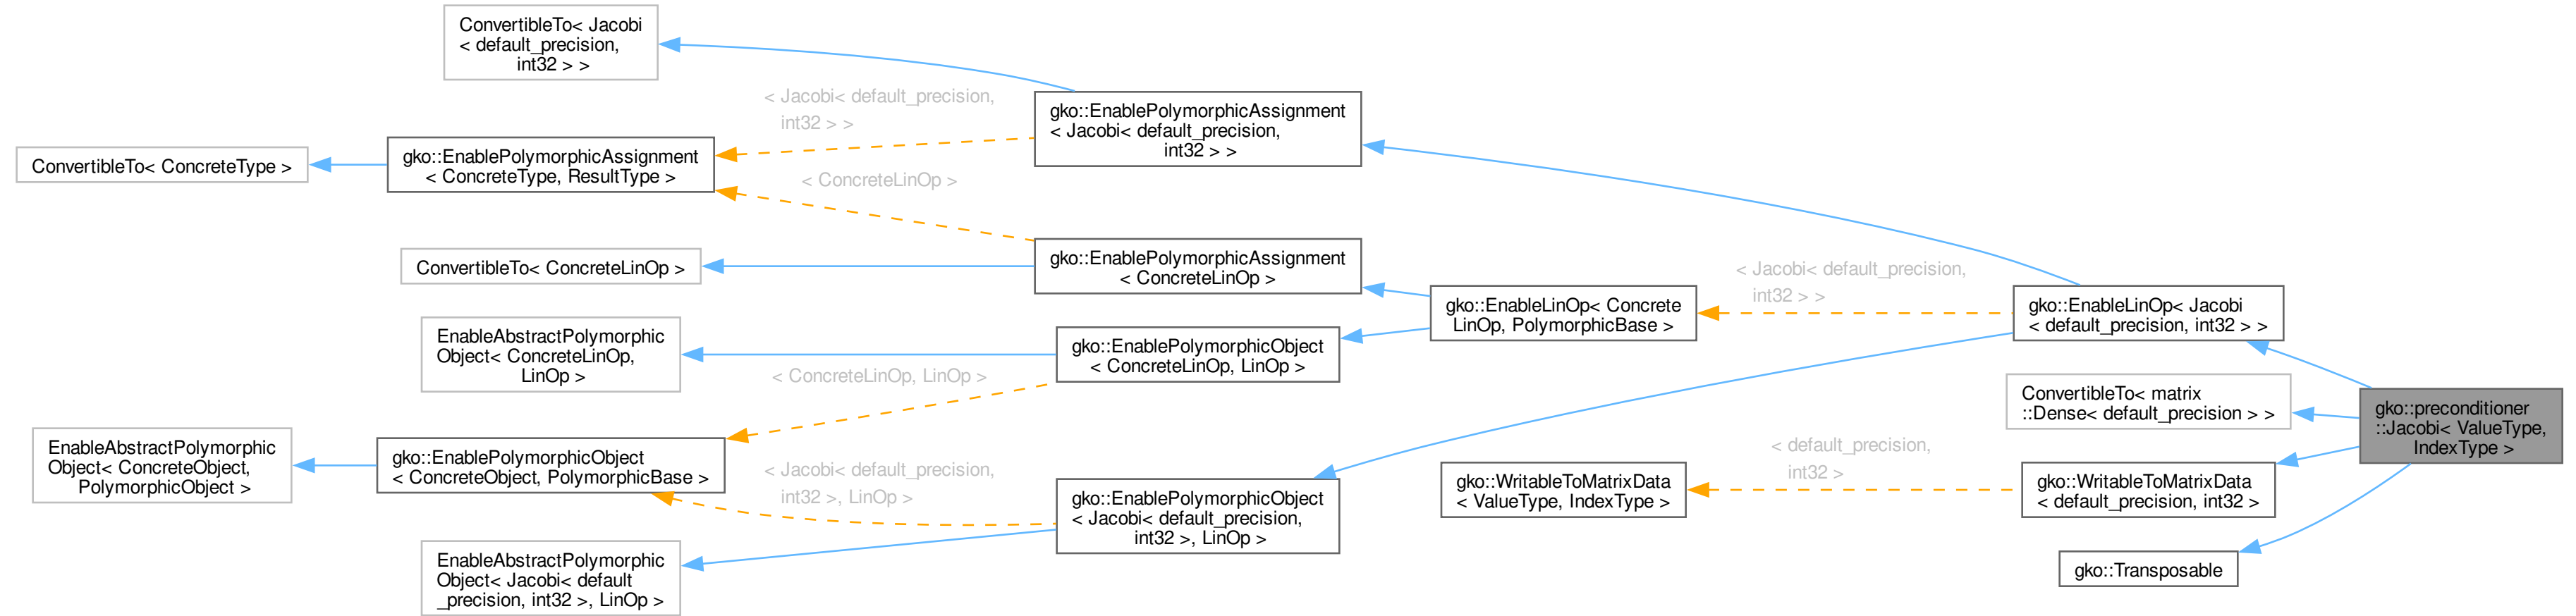 ConvertibleTo< Jacobi
< default_precision,
int32 > >
< Jacobi< default_precision,
int32 > >
gko::EnablePolymorphicAssignment
< Jacobi< default_precision,
int32 > >
ConvertibleTo< ConcreteType >
gko::EnablePolymorphicAssignment
< ConcreteType, ResultType >
< ConcreteLinOp >
ConvertibleTo< ConcreteLinOp >
gko::EnablePolymorphicAssignment
< ConcreteLinOp >
gko::EnableLinOp< Concrete
LinOp, PolymorphicBase >
< Jacobi< default_precision,
int32 > >
gko::EnableLinOp< Jacobi
< default_precision, int32 > >
EnableAbstractPolymorphic
Object< ConcreteLinOp,
LinOp >
gko::EnablePolymorphicObject
< ConcreteLinOp, LinOp >
< ConcreteLinOp, LinOp >
ConvertibleTo< matrix
::Dense< default_precision > >
gko::preconditioner
::Jacobi< ValueType,
IndexType >
EnableAbstractPolymorphic
Object< ConcreteObject,
PolymorphicObject >
gko::EnablePolymorphicObject
< ConcreteObject, PolymorphicBase >
< Jacobi< default_precision,
int32 >, LinOp >
gko::EnablePolymorphicObject
< Jacobi< default_precision,
int32 >, LinOp >
gko::WritableToMatrixData
< ValueType, IndexType >
< default_precision,
int32 >
gko::WritableToMatrixData
< default_precision, int32 >
EnableAbstractPolymorphic
Object< Jacobi< default
_precision, int32 >, LinOp >
gko::Transposable